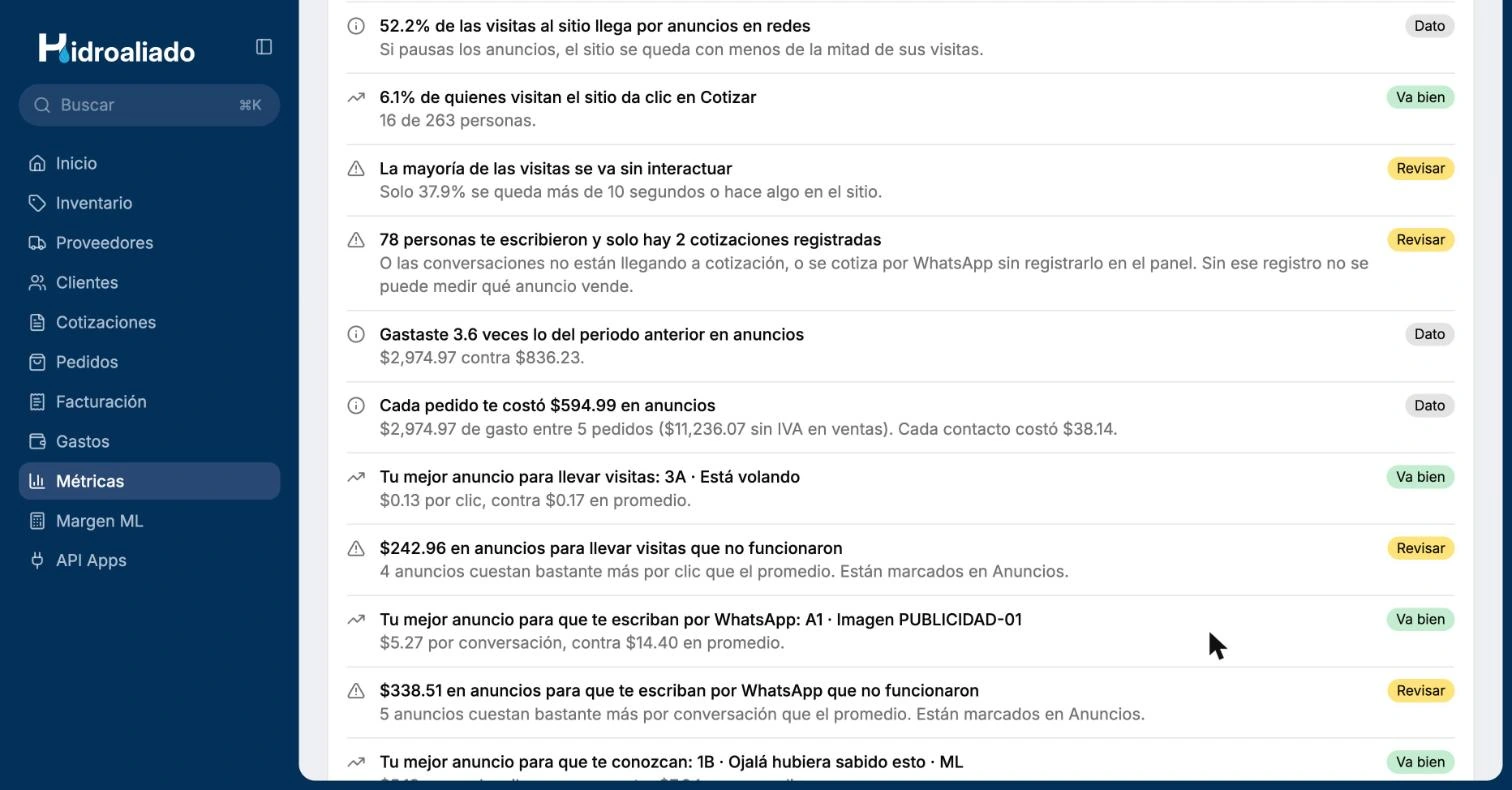 Hidroaliado
Buscar ⌘K
Inicio
Inventario
Proveedores
Clientes
Cotizaciones
Pedidos
Facturación
Gastos
Métricas
Margen ML
API Apps
52.2% de las visitas al sitio llega por anuncios en redes
Dato
Si pausas los anuncios, el sitio se queda con menos de la mitad de sus visitas.
6.1% de quienes visitan el sitio da clic en Cotizar
Va bien
16 de 263 personas.
La mayoría de las visitas se va sin interactuar
Revisar
Solo 37.9% se queda más de 10 segundos o hace algo en el sitio.
78 personas te escribieron y solo hay 2 cotizaciones registradas
Revisar
O las conversaciones no están llegando a cotización, o se cotiza por WhatsApp sin registrarlo en el panel. Sin ese registro no se
puede medir qué anuncio vende.
Gastaste 3.6 veces lo del periodo anterior en anuncios
Dato
$2,974.97 contra $836.23.
Cada pedido te costó $594.99 en anuncios
Dato
$2,974.97 de gasto entre 5 pedidos ($11,236.07 sin IVA en ventas). Cada contacto costó $38.14.
Tu mejor anuncio para llevar visitas: 3A · Está volando
Va bien
$0.13 por clic, contra $0.17 en promedio.
$242.96 en anuncios para llevar visitas que no funcionaron
Revisar
4 anuncios cuestan bastante más por clic que el promedio. Están marcados en Anuncios.
Tu mejor anuncio para que te escriban por WhatsApp: A1 · Imagen PUBLICIDAD-01
Va bien
$5.27 por conversación, contra $14.40 en promedio.
$338.51 en anuncios para que te escriban por WhatsApp que no funcionaron
Revisar
5 anuncios cuestan bastante más por conversación que el promedio. Están marcados en Anuncios.
Tu mejor anuncio para que te conozcan: 1B · Ojalá hubiera sabido esto · ML
Va bien